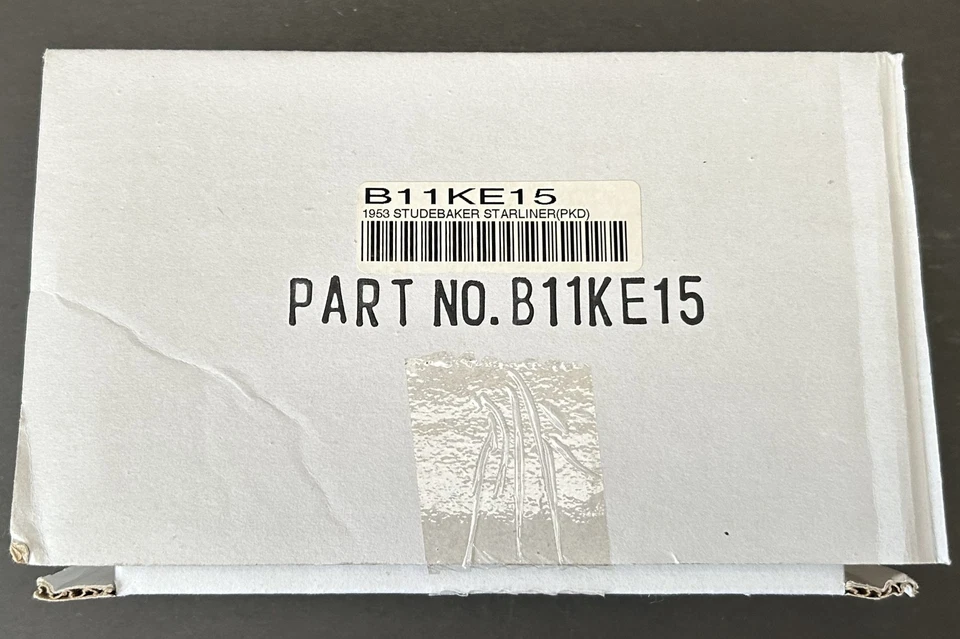 B11KE15
1953 STUDEBAKER STARLINER(PKD)
PART NO. B11KE15